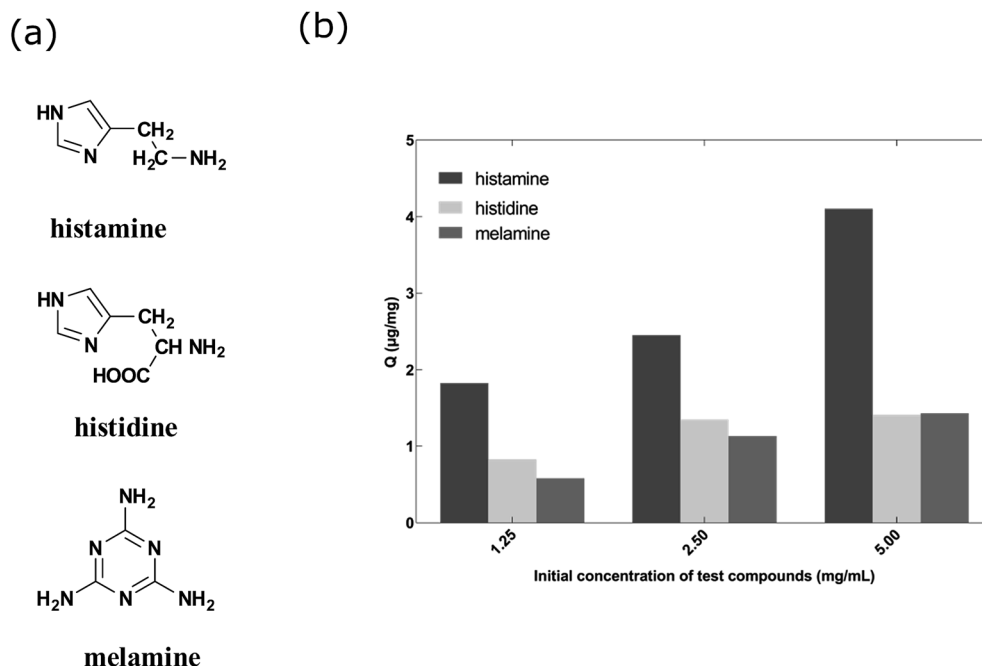 (a)
HN
N
CH2
H2C–NH2
histamine
HN
N
CH2
CH NH2
HOOC
histidine
NH2
N N
H2N N NH2
melamine
(b)
5
4
3
2
1
0
Q (µg/mg)
histamine
histidine
melamine
1.25 2.50 5.00
Initial concentration of test compounds (mg/mL)